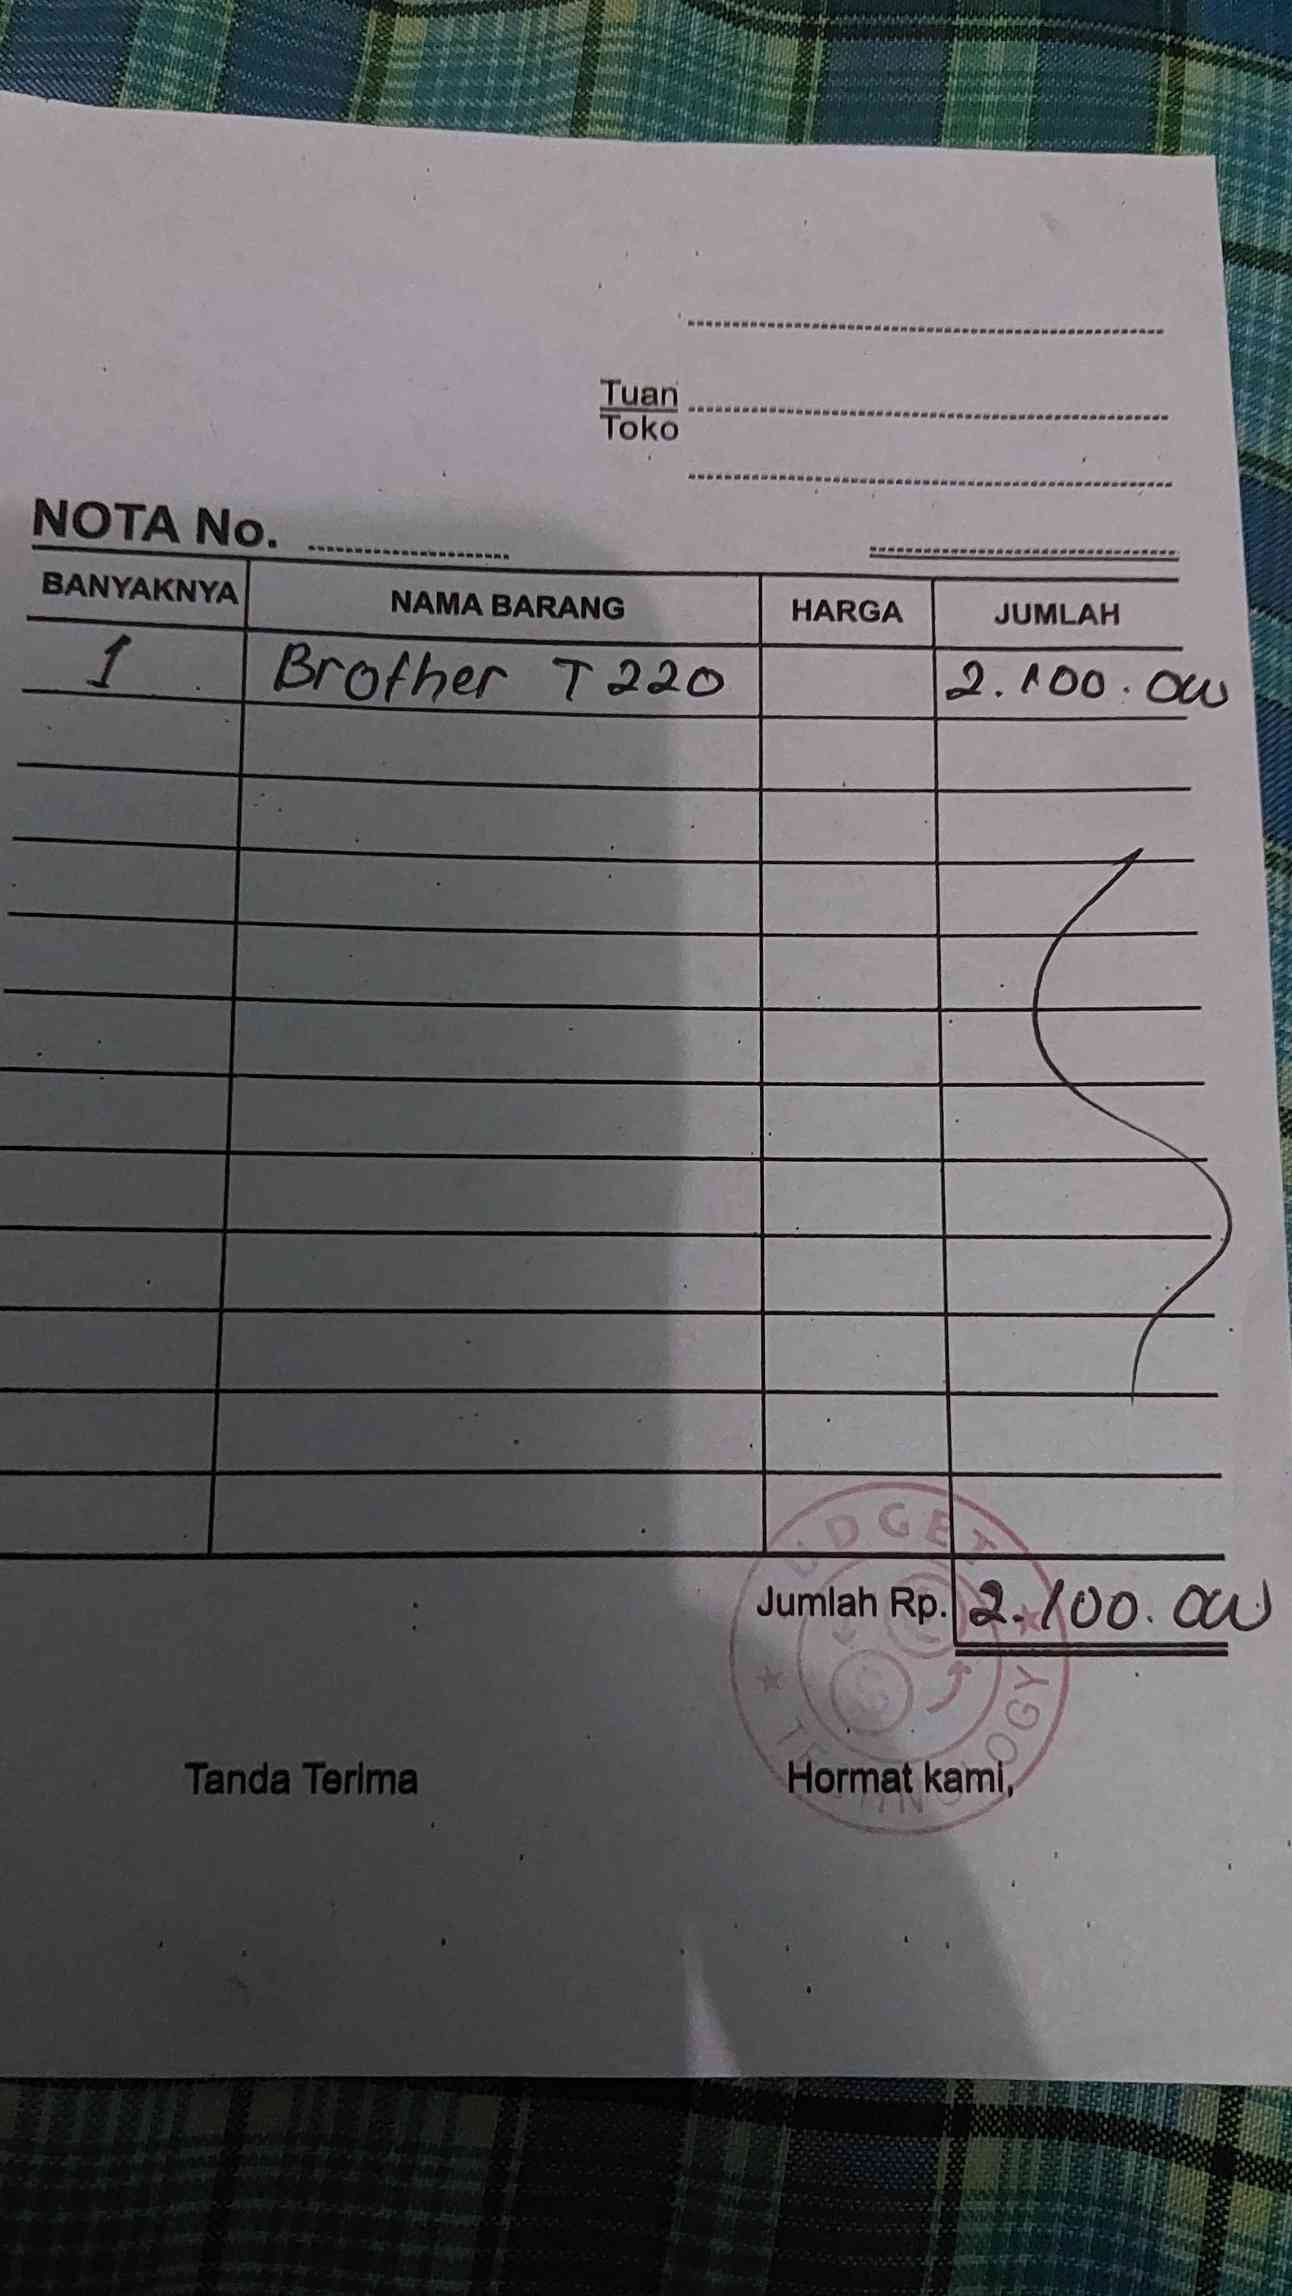 Tuan
Toko
NOTA No.
BANYAKNYA NAMA BARANG HARGA JUMLAH
1 Brother T220 2.100.000
Jumlah Rp. 2.100.000
Tanda Terima Hormat kami,